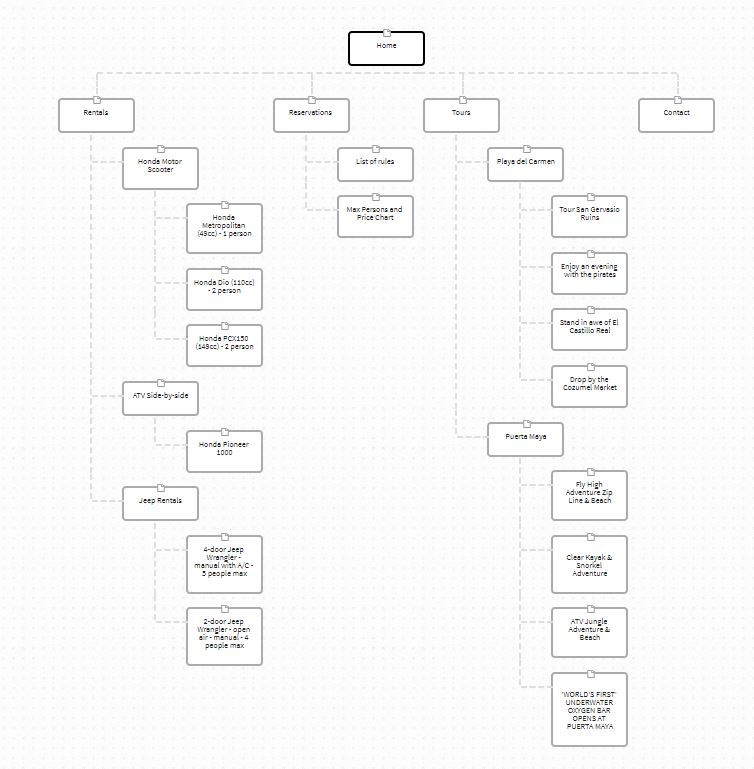 Home
Rentals
Reservations
Tours
Contact
Honda Motor
Scooter
Honda
Metropolitan
(49cc) - 1 person
Honda Dio (110cc)
- 2 person
Honda PCX150
(149cc) - 2 person
ATV Side-by-side
Honda Pioneer
1000
Jeep Rentals
4-door Jeep
Wrangler -
manual with A/C -
5 people max
2-door Jeep
Wrangler - open
air - manual - 4
people max
List of rules
Max Persons and
Price Chart
Playa del Carmen
Tour San Gervasio
Ruins
Enjoy an evening
with the pirates
Stand in awe of El
Castillo Real
Drop by the
Cozumel Market
Puerta Maya
Fly High
Adventure Zip
Line & Beach
Clear Kayak &
Snorkel
Adventure
ATV Jungle
Adventure &
Beach
'WORLD'S FIRST'
UNDERWATER
OXYGEN BAR
OPENS AT
PUERTA MAYA